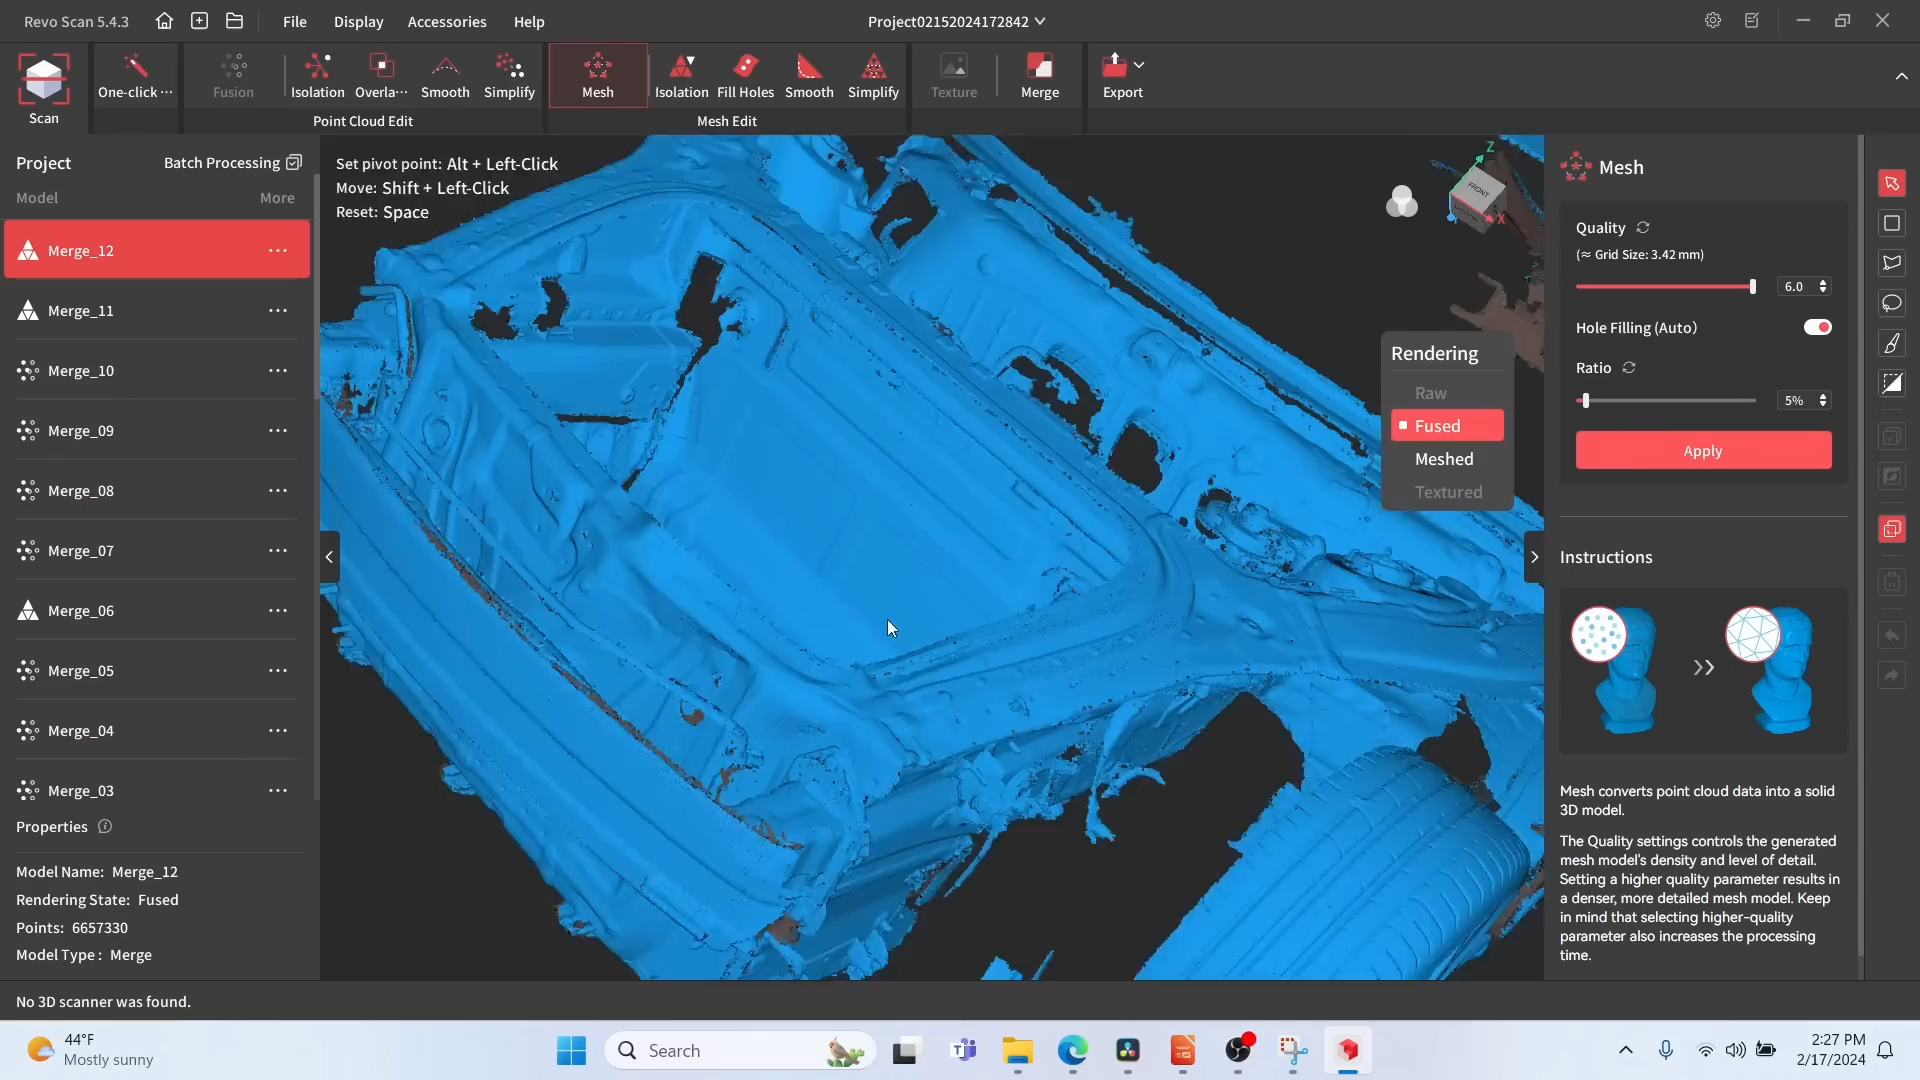 Revo Scan 5.4.3
File Display Accessories Help
Project02152024172842
Scan
One-click ···
Fusion
Isolation
Overla···
Smooth
Simplify
Point Cloud Edit
Mesh
Isolation
Fill Holes
Smooth
Simplify
Mesh Edit
Texture
Merge
Export
Project
Batch Processing
Model
More
Merge_12
Merge_11
Merge_10
Merge_09
Merge_08
Merge_07
Merge_06
Merge_05
Merge_04
Merge_03
Properties
Model Name: Merge_12
Rendering State: Fused
Points: 6657330
Model Type : Merge
Set pivot point: Alt + Left-Click
Move: Shift + Left-Click
Reset: Space
Z
FRONT
X
Rendering
Raw
Fused
Meshed
Textured
Mesh
Quality
(≈ Grid Size: 3.42 mm)
6.0
Hole Filling (Auto)
Ratio
5%
Apply
Instructions
Mesh converts point cloud data into a solid
3D model.
The Quality settings controls the generated
mesh model's density and level of detail.
Setting a higher quality parameter results in
a denser, more detailed mesh model. Keep
in mind that selecting higher-quality
parameter also increases the processing
time.
No 3D scanner was found.
44°F
Mostly sunny
Search
2:27 PM
2/17/2024